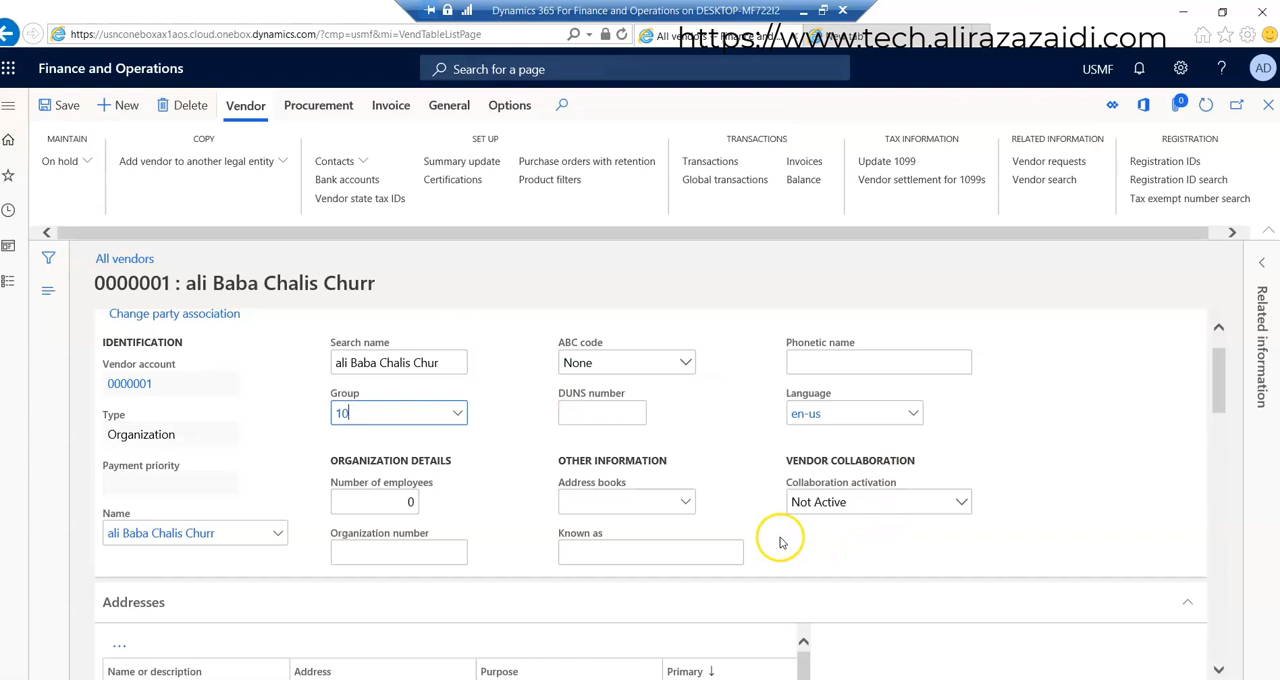 Dynamics 365 For Finance and Operations on DESKTOP-MF722I2
https://usnconeboxax1aos.cloud.onebox.dynamics.com/?cmp=usmf&mi=VendTableListPage
https://www.tech.alirazazaidi.com
Finance and Operations
Search for a page
USMF
AD
Save
New
Delete
Vendor
Procurement
Invoice
General
Options
0
MAINTAIN
COPY
SET UP
TRANSACTIONS
TAX INFORMATION
RELATED INFORMATION
REGISTRATION
On hold
Add vendor to another legal entity
Contacts
Summary update
Purchase orders with retention
Transactions
Invoices
Update 1099
Vendor requests
Registration IDs
Bank accounts
Certifications
Product filters
Global transactions
Balance
Vendor settlement for 1099s
Vendor search
Registration ID search
Vendor state tax IDs
Tax exempt number search
All vendors
0000001 : ali Baba Chalis Churr
Change party association
IDENTIFICATION
Vendor account
0000001
Type
Organization
Payment priority
Name
ali Baba Chalis Churr
Search name
ali Baba Chalis Chur
Group
10
ORGANIZATION DETAILS
Number of employees
0
Organization number
ABC code
None
DUNS number
OTHER INFORMATION
Address books
Known as
Phonetic name
Language
en-us
VENDOR COLLABORATION
Collaboration activation
Not Active
Related information
Addresses
...
Name or description
Address
Purpose
Primary